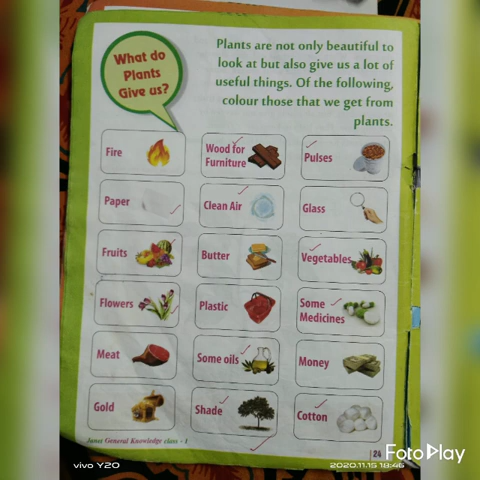 What do
Plants
Give us?
Plants are not only beautiful to
look at but also give us a lot of
useful things. Of the following,
colour those that we get from
plants.
Fire
Wood for
Furniture
Pulses
Paper
Clean Air
Glass
Fruits
Butter
Vegetables
Flowers
Plastic
Some
Medicines
Meat
Some oils
Money
Gold
Shade
Cotton
General Knowledge class - 1
24
FotoPlay
vivo Y20
2020.11.15 18:46